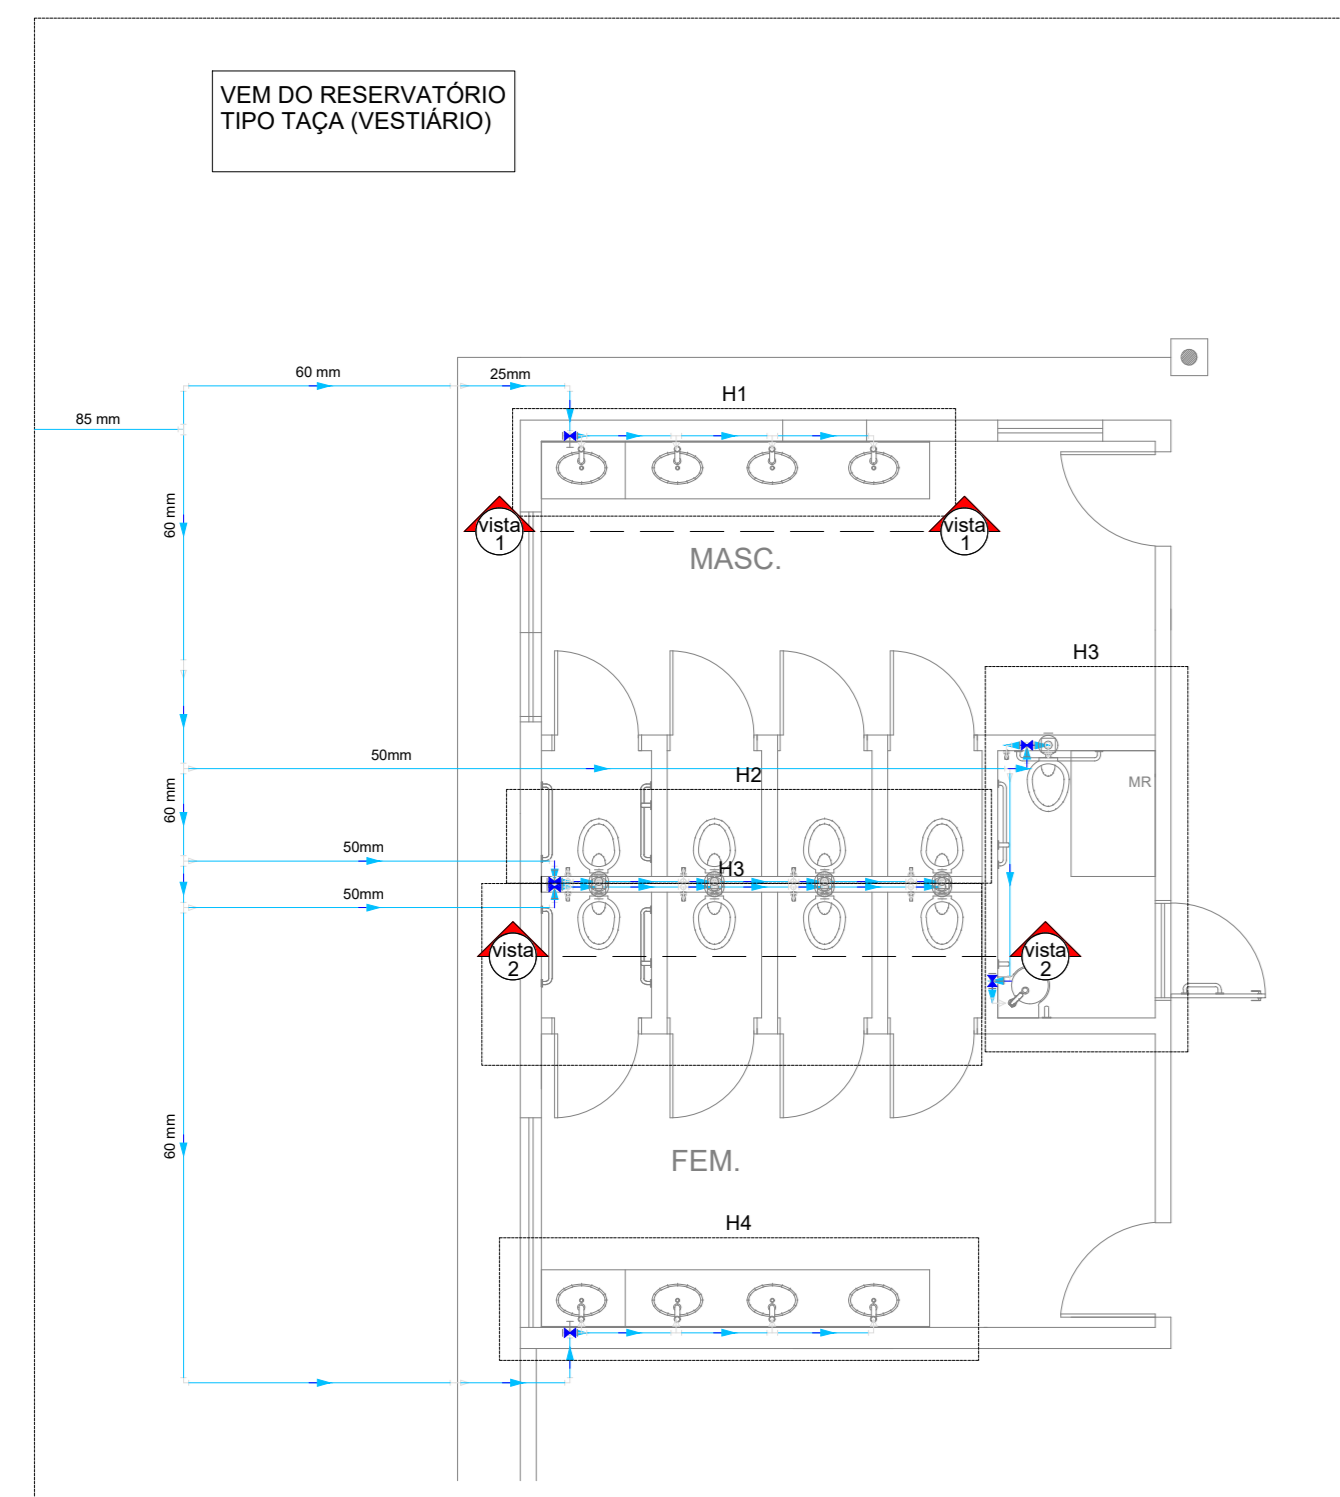 VEM DO RESERVATÓRIO
TIPO TAÇA (VESTIÁRIO)
60 mm
25mm
H1
85 mm
60 mm
vista
1
vista
1
MASC.
H3
50mm
H2
MR
60 mm
50mm
H3
50mm
vista
2
vista
2
60 mm
FEM.
H4